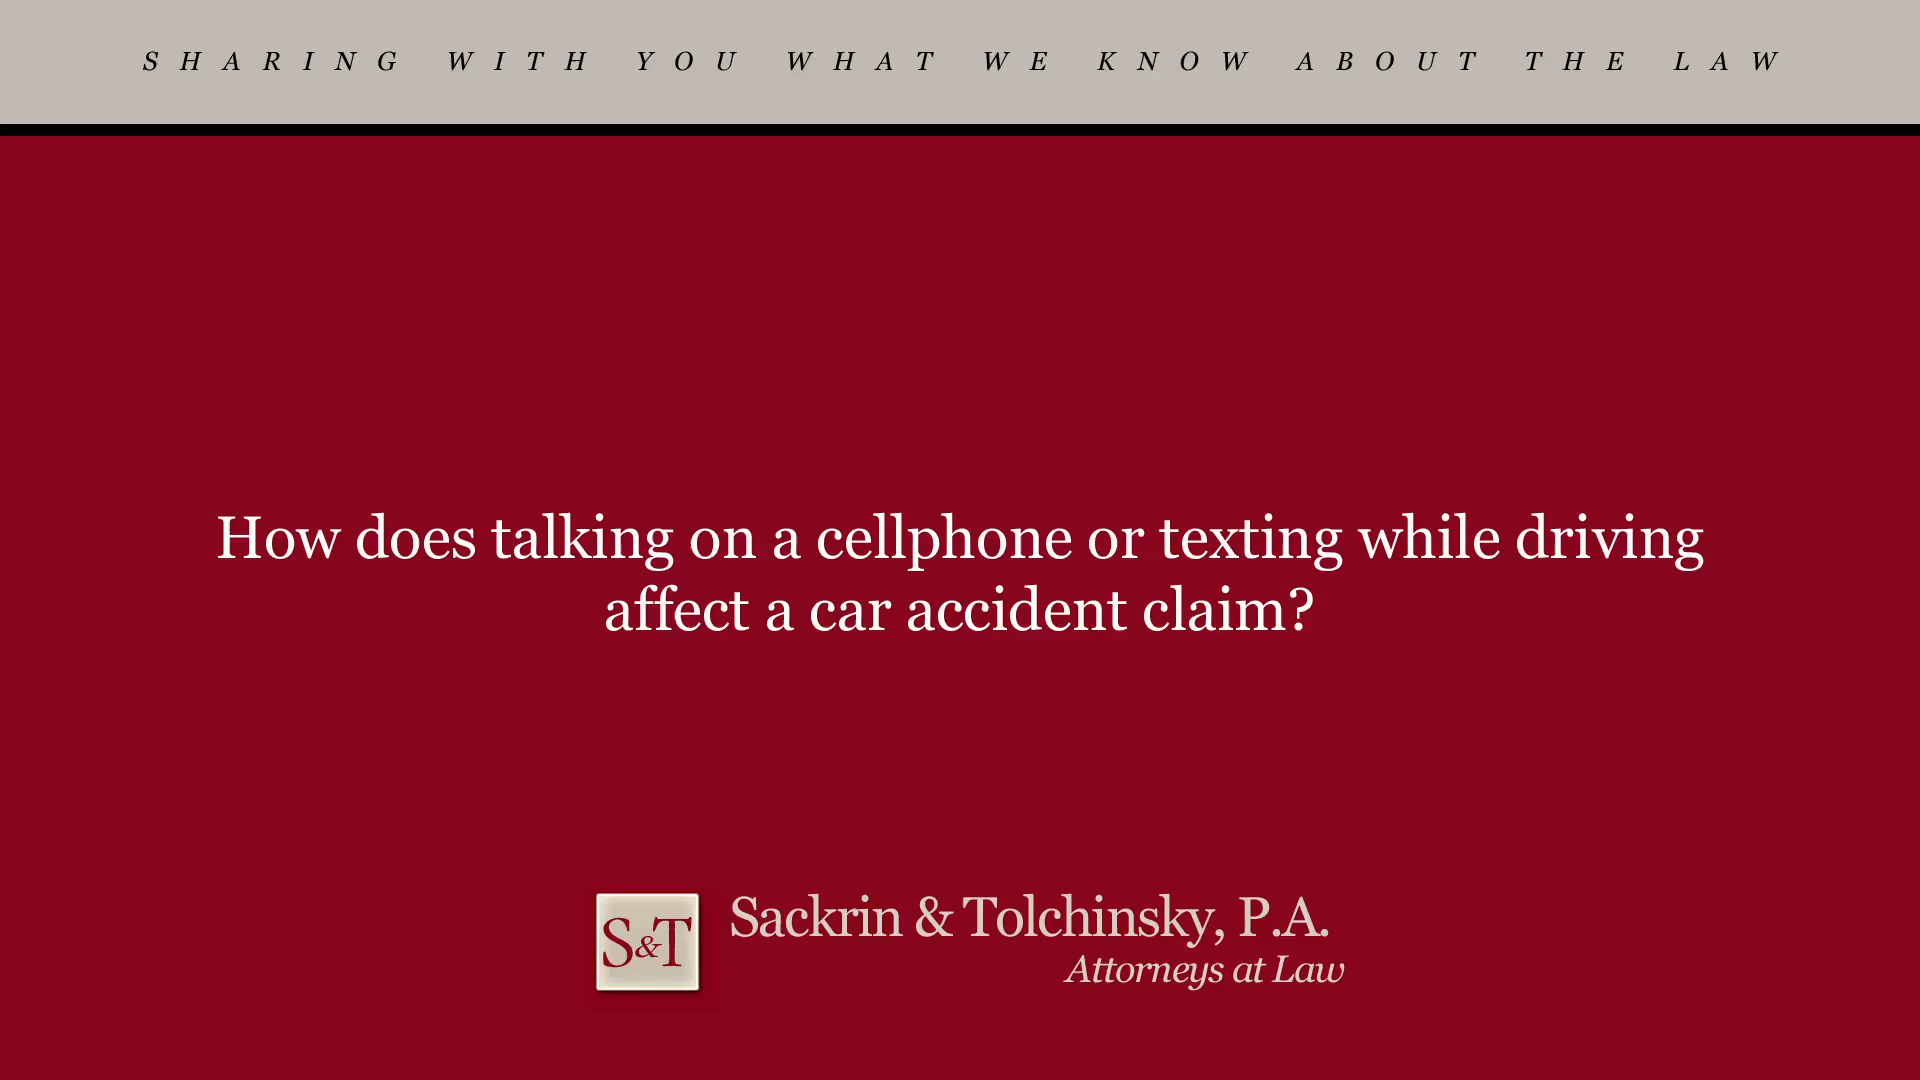 SHARING WITH YOU WHAT WE KNOW ABOUT THE LAW
How does talking on a cellphone or texting while driving
affect a car accident claim?
S&T
Sackrin & Tolchinsky, P.A.
Attorneys at Law